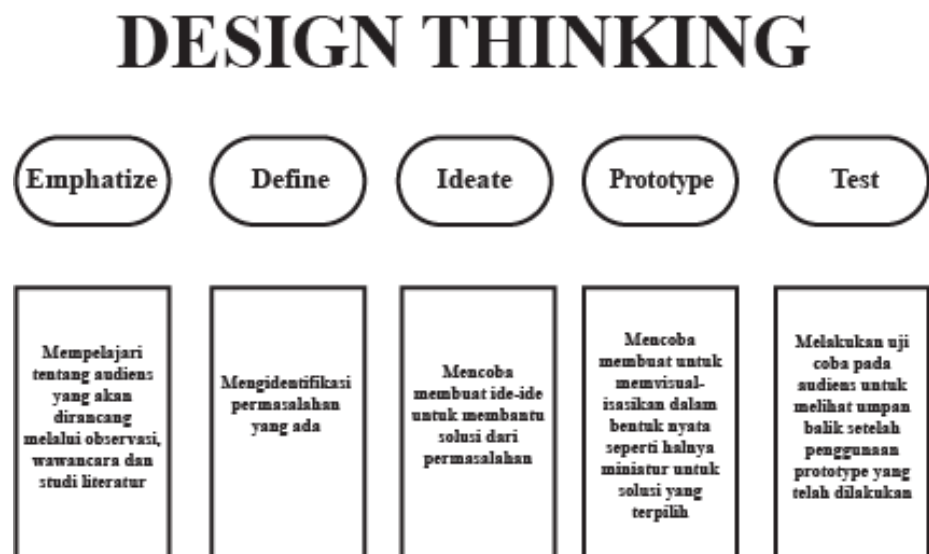 DESIGN THINKING
Emphatize
Define
Ideate
Prototype
Test
Mempelajari
tentang audiens
yang akan
dirancang
melalui observasi,
wawancara dan
studi literatur
Mengidentifikasi
permasalahan
yang ada
Mencoba
membuat ide-ide
untuk membantu
solusi dari
permasalahan
Mencoba
membuat untuk
memvisual-
isasikan dalam
bentuk nyata
seperti halnya
miniatur untuk
solusi yang
terpilih
Melakukan uji
coba pada
audiens untuk
melihat umpan
balik setelah
penggunaan
prototype yang
telah dilakukan